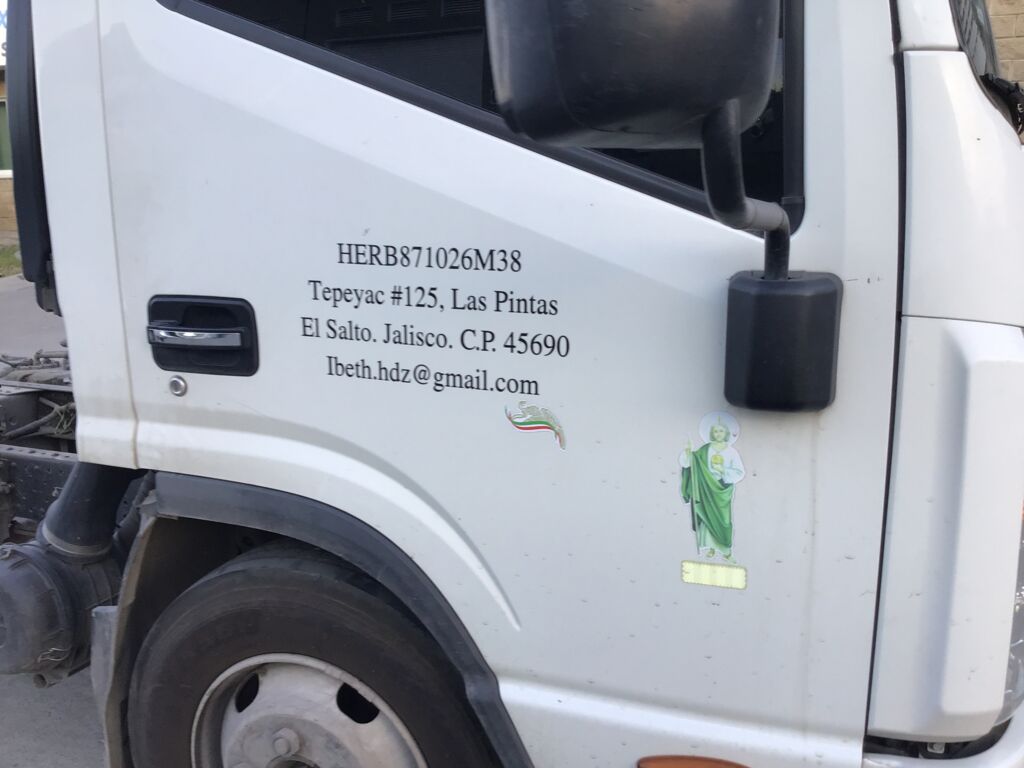 HERB871026M38
Tepeyac #125, Las Pintas
El Salto. Jalisco. C.P. 45690
Ibeth.hdz@gmail.com